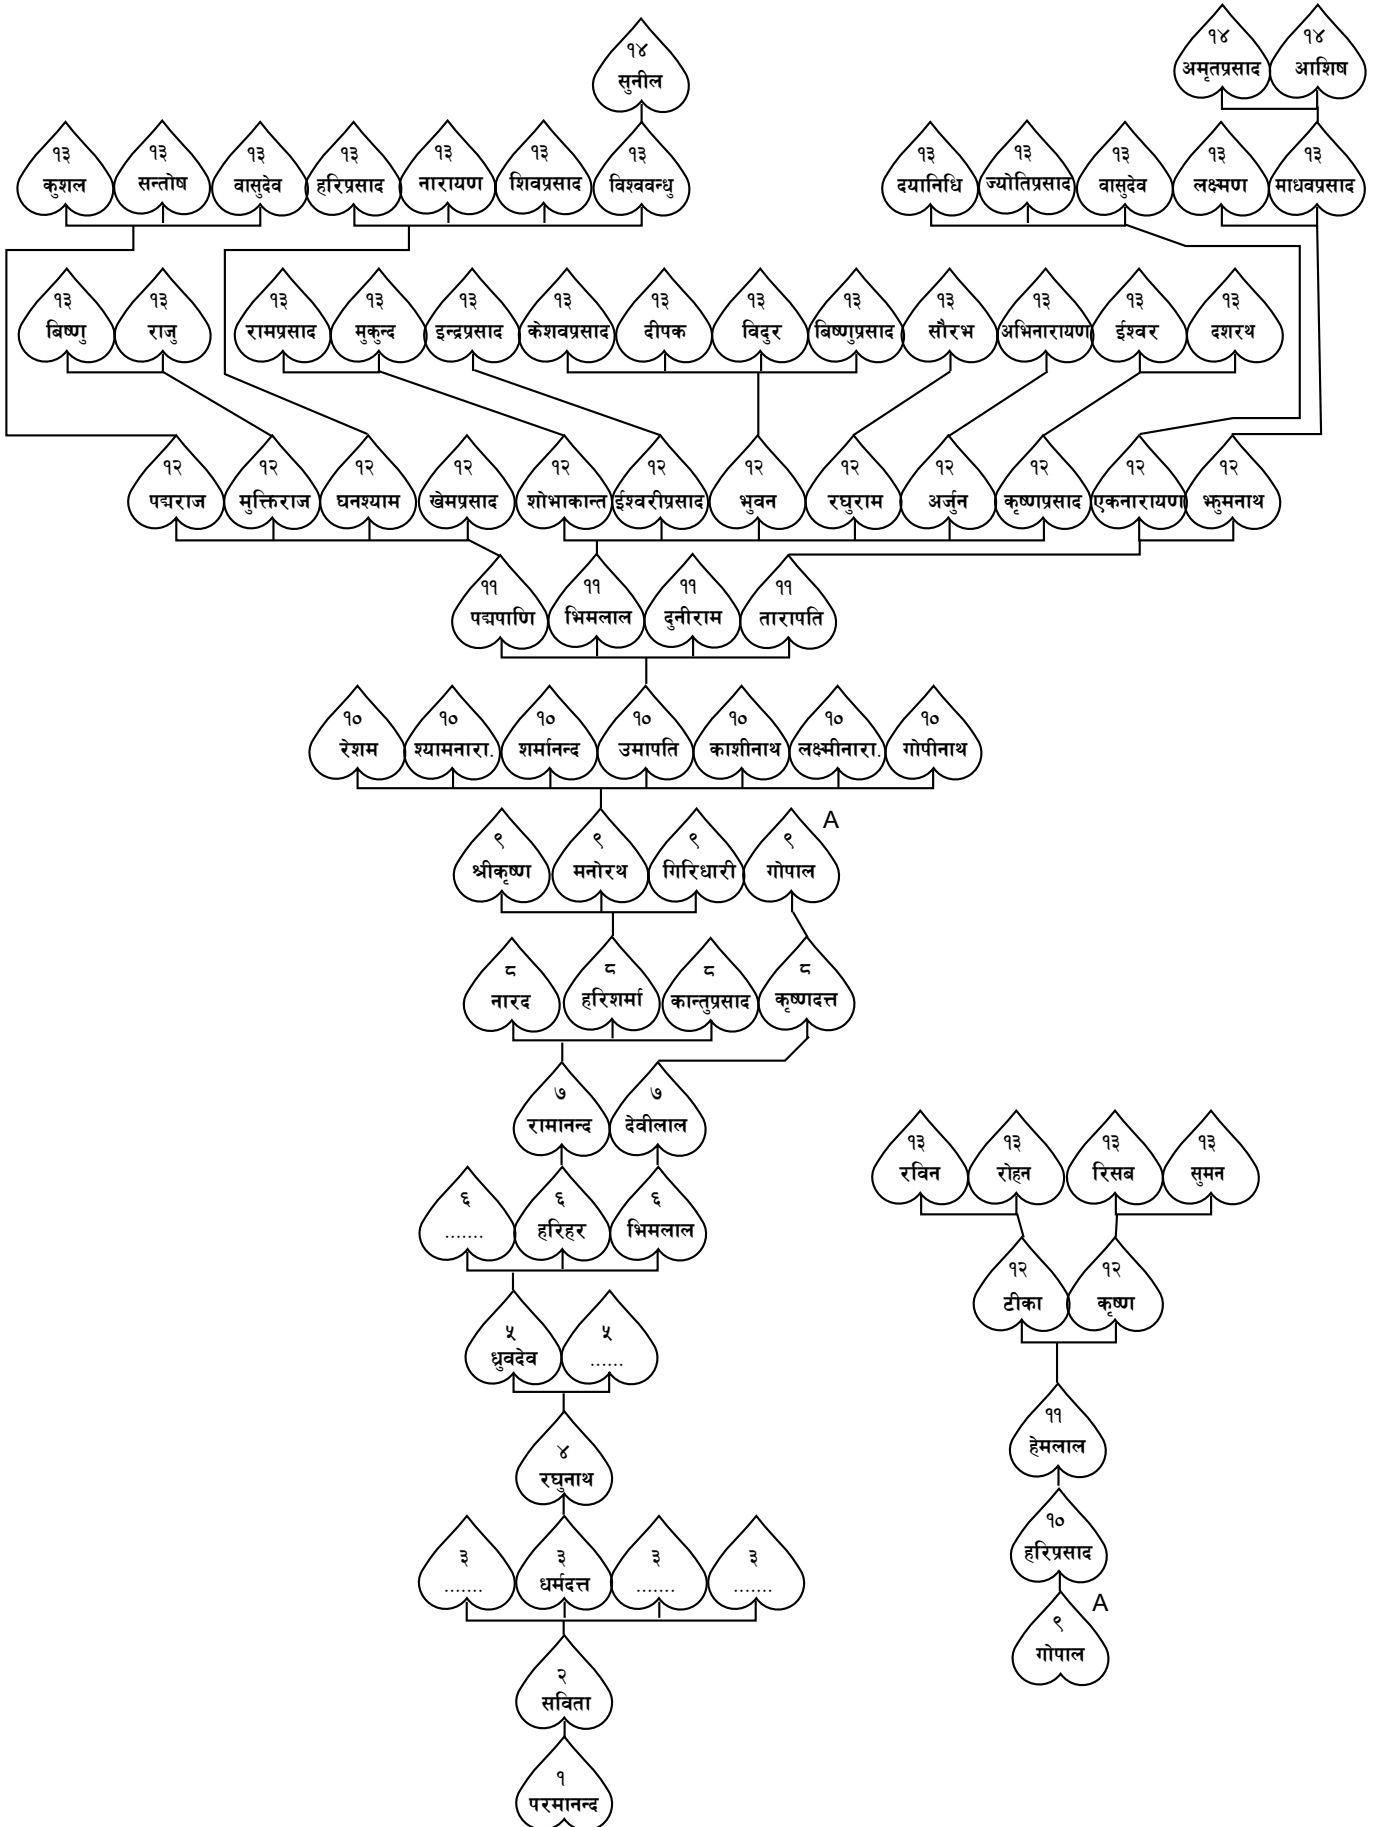 १४
सुनील
१४ १४
अमृतप्रसाद आशिष
१३ १३ १३ १३ १३ १३ १३ १३ १३ १३ १३ १३
कुशल सन्तोष वासुदेव हरिप्रसाद नारायण शिवप्रसाद विश्ववन्धु दयानिधि ज्योतिप्रसाद वासुदेव लक्ष्मण माधवप्रसाद
१३ १३ १३ १३ १३ १३ १३ १३ १३ १३ १३ १३ १३
बिष्णु राजु रामप्रसाद मुकुन्द इन्द्रप्रसाद केशवप्रसाद दीपक विदुर बिष्णुप्रसाद सौरभ अभिनारायण ईश्वर दशरथ
१२ १२ १२ १२ १२ १२ १२ १२ १२ १२ १२ १२
पद्मराज मुक्तिराज घनश्याम खेमप्रसाद शोभाकान्त ईश्वरीप्रसाद भुवन रघुराम अर्जुन कृष्णप्रसाद एकनारायण झुमनाथ
११ ११ ११ ११
पद्मपाणि भिमलाल दुनीराम तारापति
१० १० १० १० १० १० १०
रेशम श्यामनारा. शर्मानन्द उमापति काशीनाथ लक्ष्मीनारा. गोपीनाथ
A
९ ९ ९ ९
श्रीकृष्ण मनोरथ गिरिधारी गोपाल
८ ८ ८ ८
नारद हरिशर्मा कान्तुप्रसाद कृष्णदत्त
७ ७
रामानन्द देवीलाल
६ ६ ६
....... हरिहर भिमलाल
५ ५
ध्रुवदेव ......
४
रघुनाथ
३ ३ ३ ३
....... धर्मदत्त ....... .......
२
सविता
१
परमानन्द
१३ १३ १३ १३
रविन रोहन रिसब सुमन
१२ १२
टीका कृष्ण
११
हेमलाल
१०
हरिप्रसाद
A
९
गोपाल